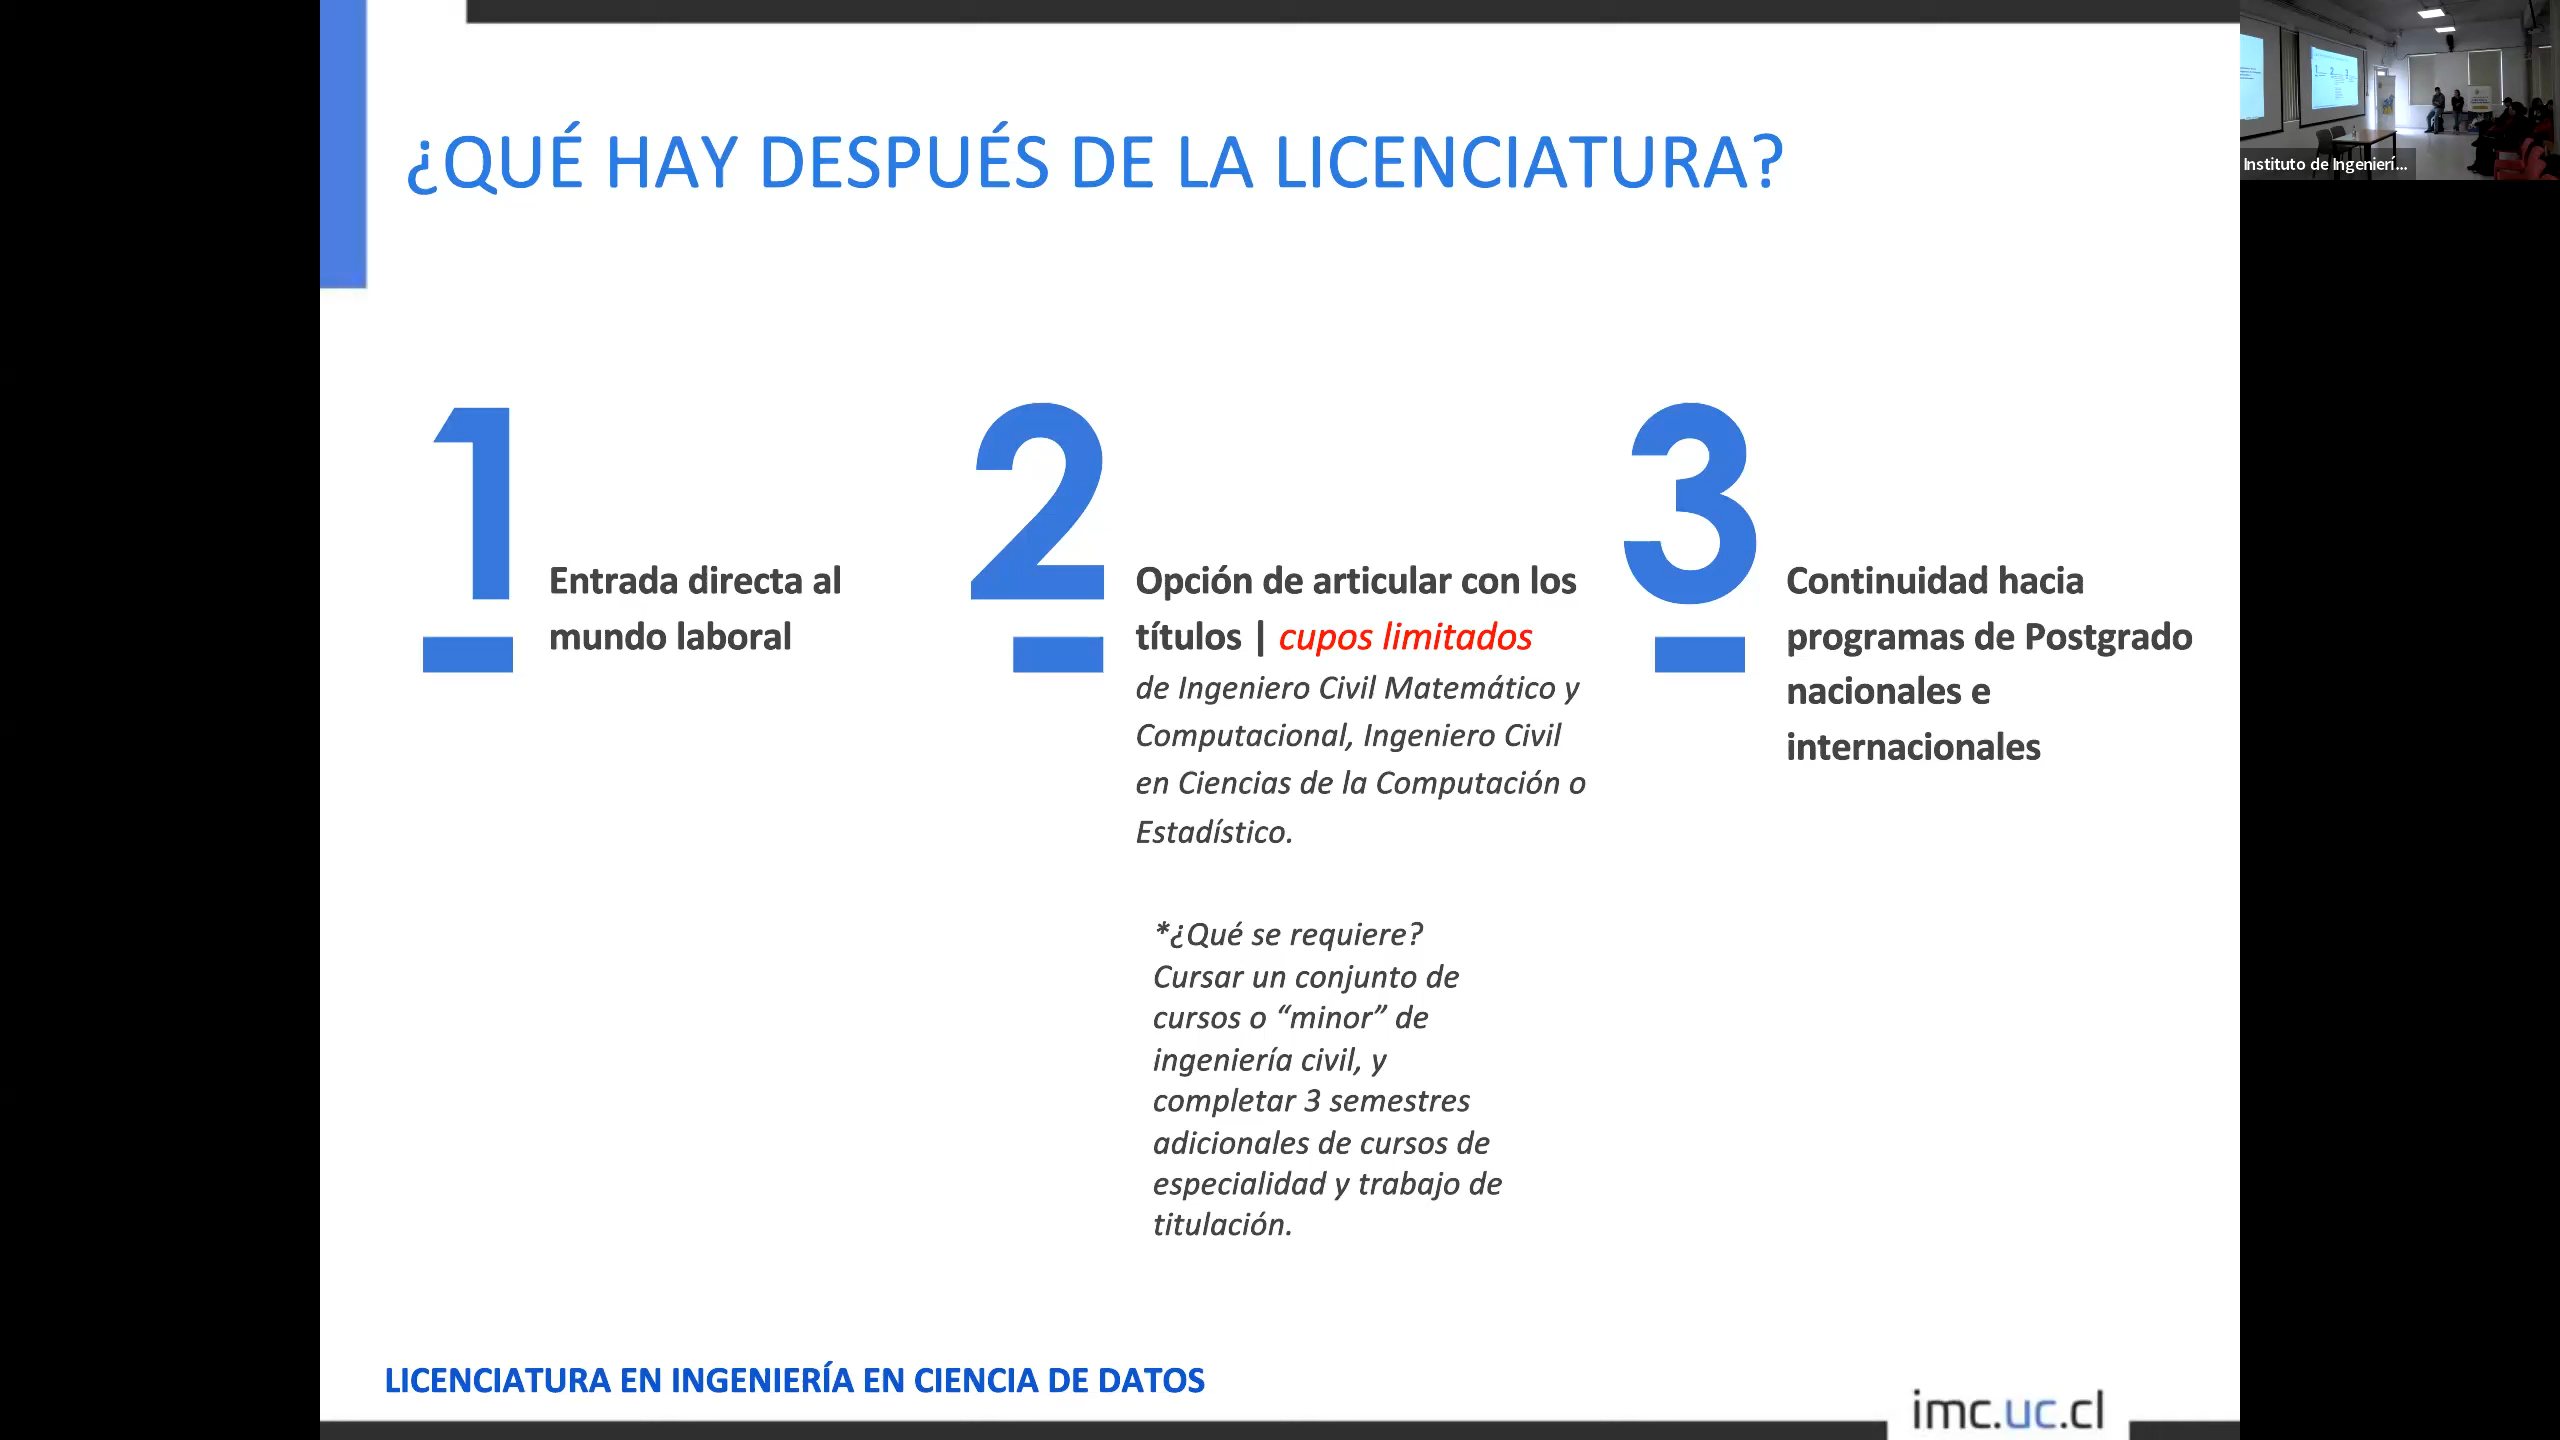 ¿QUÉ HAY DESPUÉS DE LA LICENCIATURA?
1
Entrada directa al
mundo laboral
2
Opción de articular con los
títulos | cupos limitados
de Ingeniero Civil Matemático y
Computacional, Ingeniero Civil
en Ciencias de la Computación o
Estadístico.
*¿Qué se requiere?
Cursar un conjunto de
cursos o “minor” de
ingeniería civil, y
completar 3 semestres
adicionales de cursos de
especialidad y trabajo de
titulación.
3
Continuidad hacia
programas de Postgrado
nacionales e
internacionales
LICENCIATURA EN INGENIERÍA EN CIENCIA DE DATOS
imc.uc.cl
Instituto de Ingenierí...